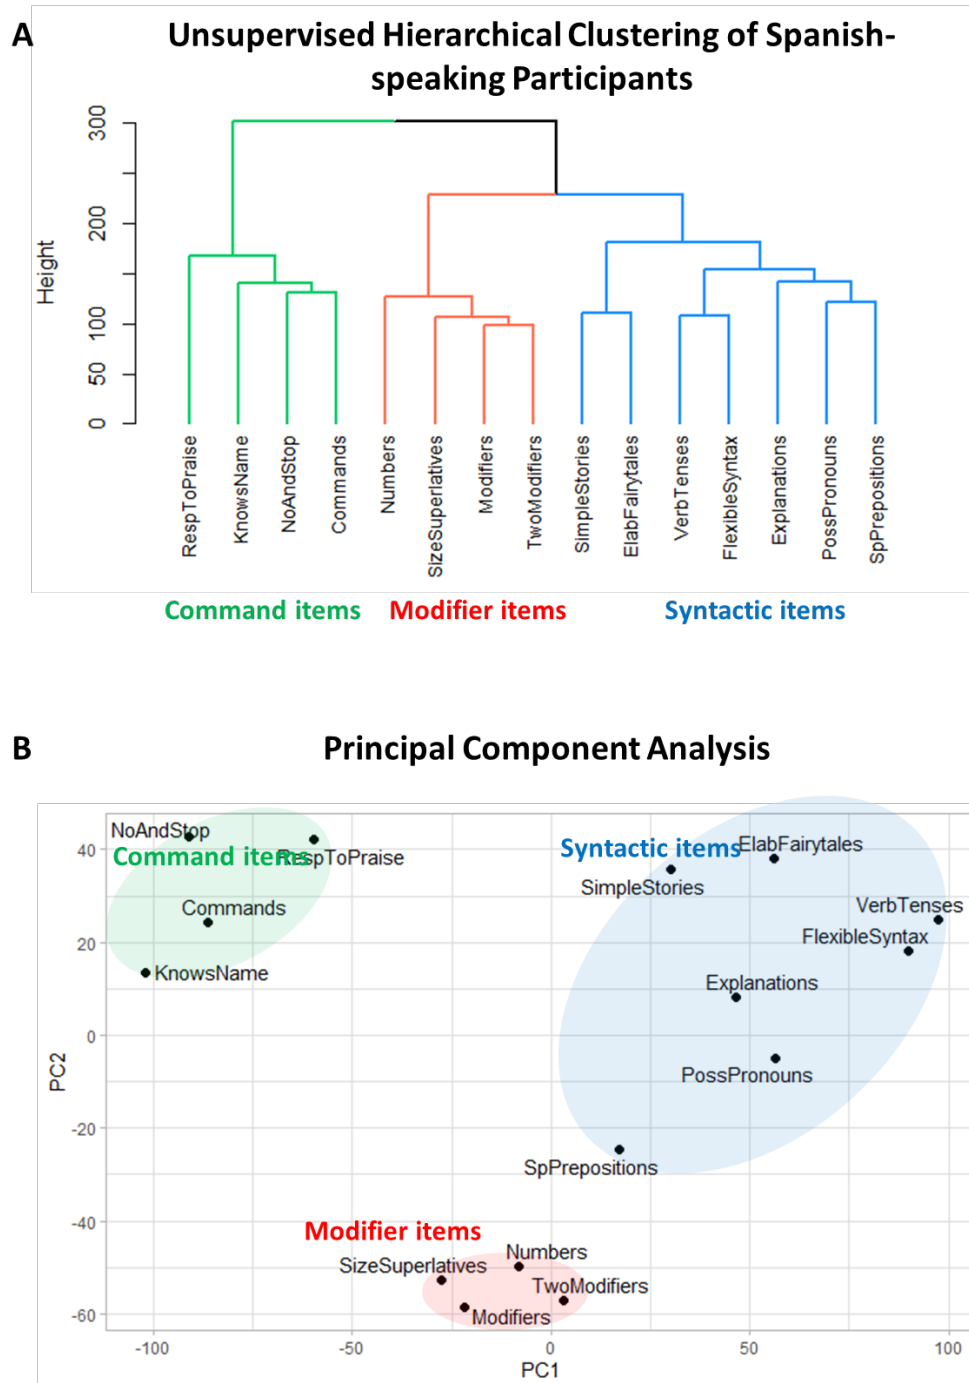 A
Unsupervised Hierarchical Clustering of Spanish-
speaking Participants
Height
300
200
100
50
0
RespToPraise
KnowsName
NoAndStop
Commands
Numbers
SizeSuperlatives
Modifiers
TwoModifiers
SimpleStories
ElabFairytales
VerbTenses
FlexibleSyntax
Explanations
PossPronouns
SpPrepositions
Command items
Modifier items
Syntactic items
B
Principal Component Analysis
PC2
40
20
0
-20
-40
-60
NoAndStop
Command items
RespToPraise
Commands
KnowsName
Syntactic items
ElabFairytales
SimpleStories
VerbTenses
FlexibleSyntax
Explanations
PossPronouns
SpPrepositions
Modifier items
Numbers
SizeSuperlatives
TwoModifiers
Modifiers
-100
-50
0
50
100
PC1